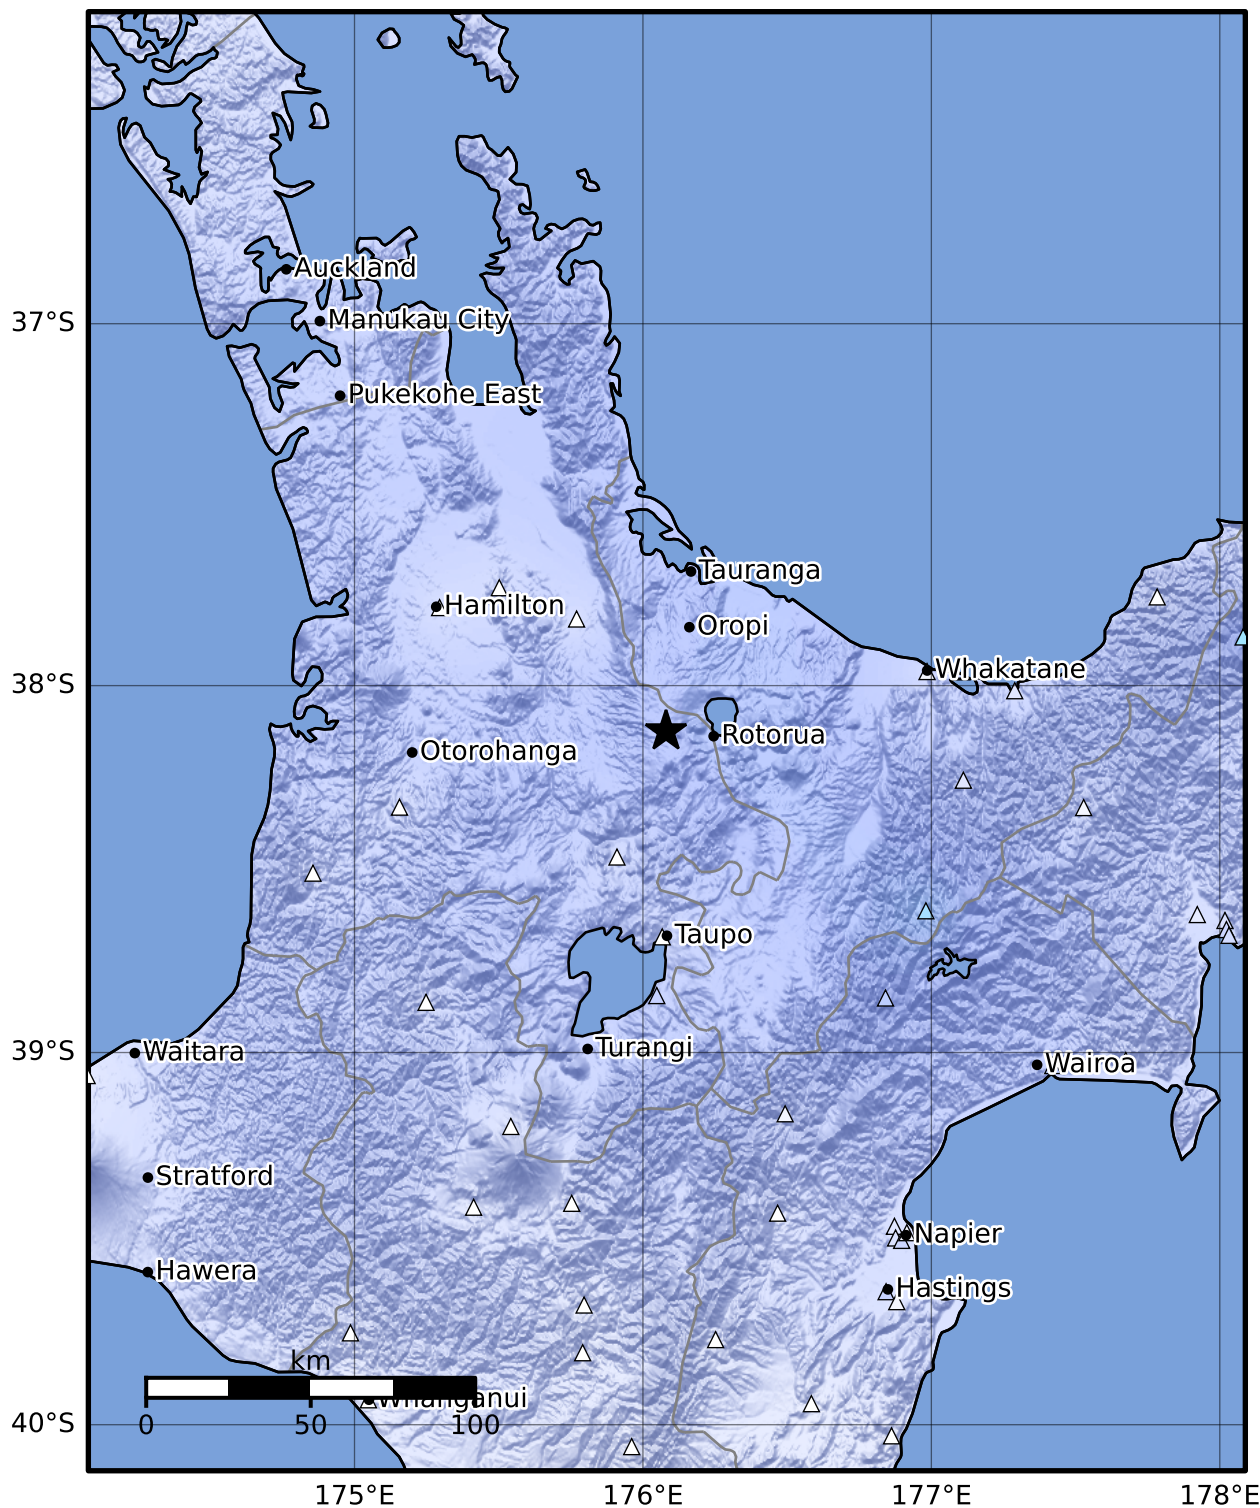 Auckland
Manukau City
37°S
Pukekohe East
Tauranga
Hamilton
Oropi
Whakatane
38°S
Rotorua
Otorohanga
Taupo
Turangi
Waitara
39°S
Wairoa
Stratford
Napier
Hawera
Hastings
km
Whanganui
0 50 100
40°S
175°E 176°E 177°E 178°E